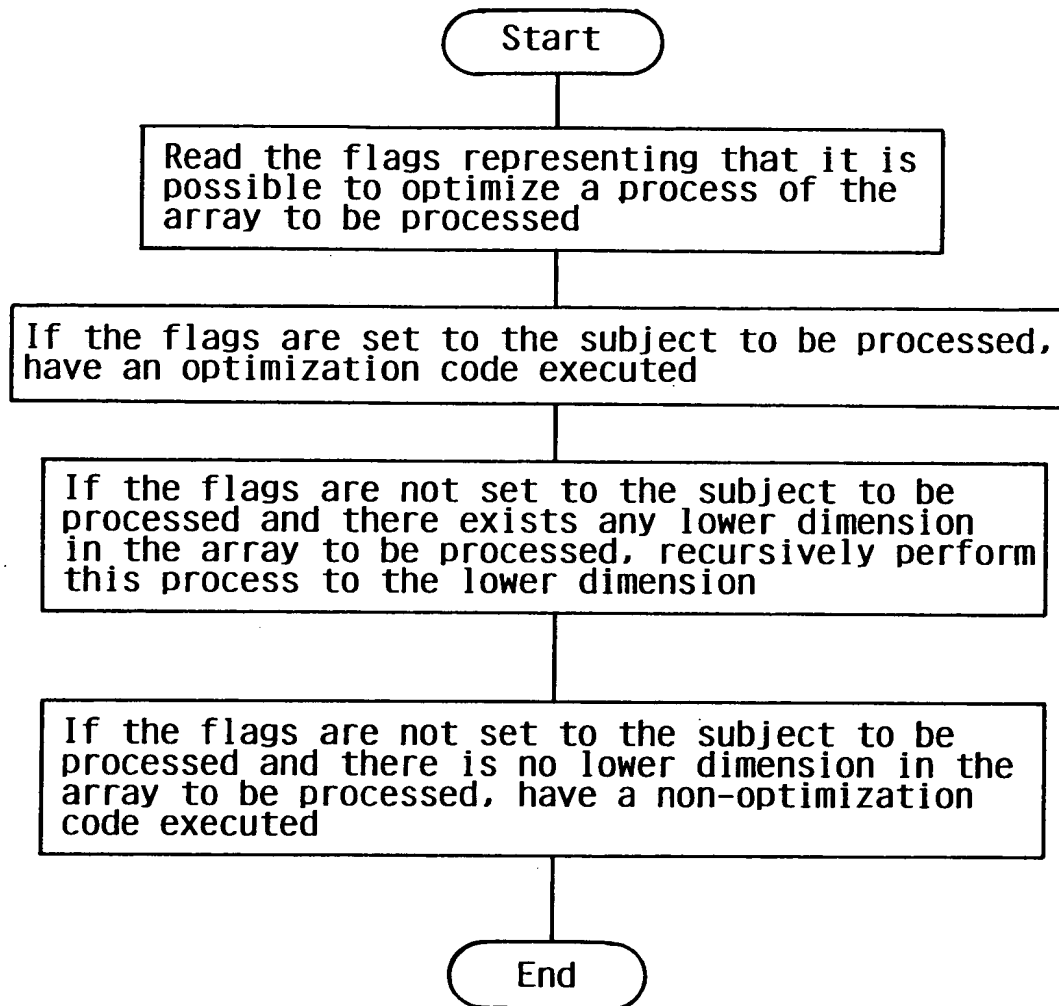 Start
Read the flags representing that it is
possible to optimize a process of the
array to be processed
If the flags are set to the subject to be processed,
have an optimization code executed
If the flags are not set to the subject to be
processed and there exists any lower dimension
in the array to be processed, recursively perform
this process to the lower dimension
If the flags are not set to the subject to be
processed and there is no lower dimension in the
array to be processed, have a non-optimization
code executed
End